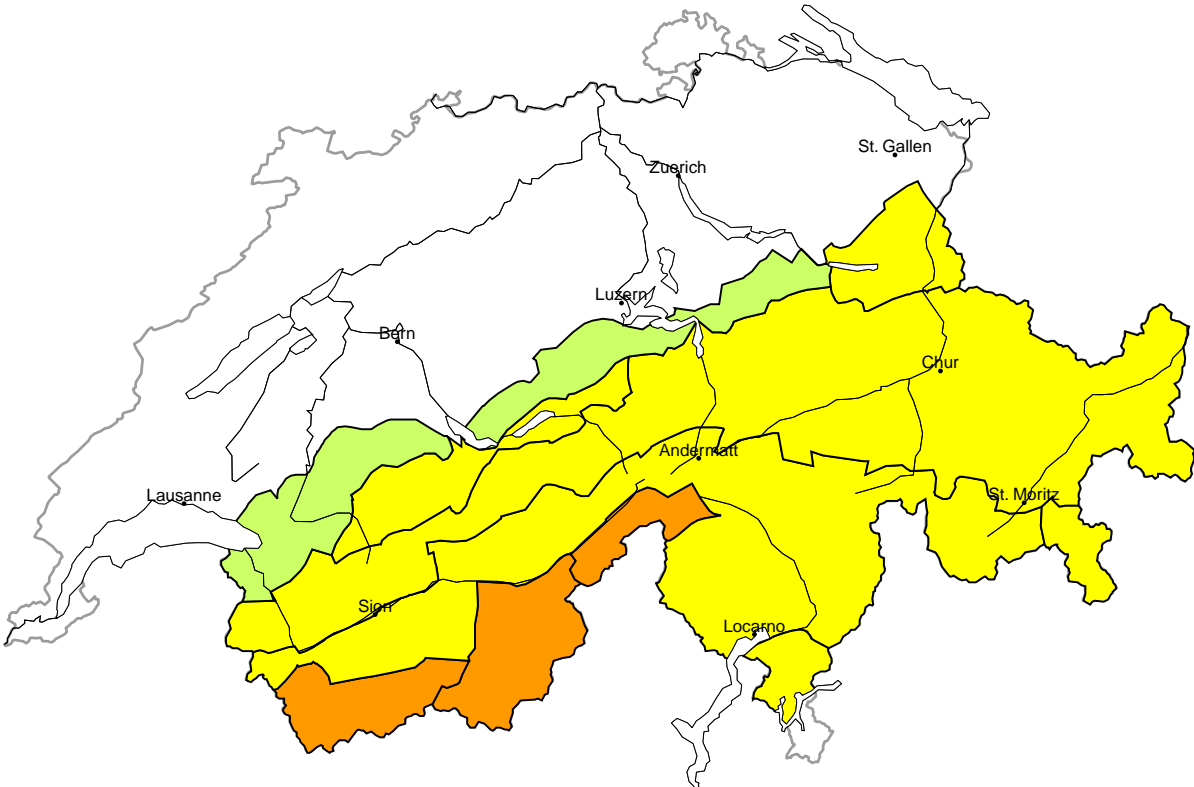 St. Gallen
Zuerich
Luzern
Bern
Chur
Andermatt
St. Moritz
Lausanne
Sion
Locarno